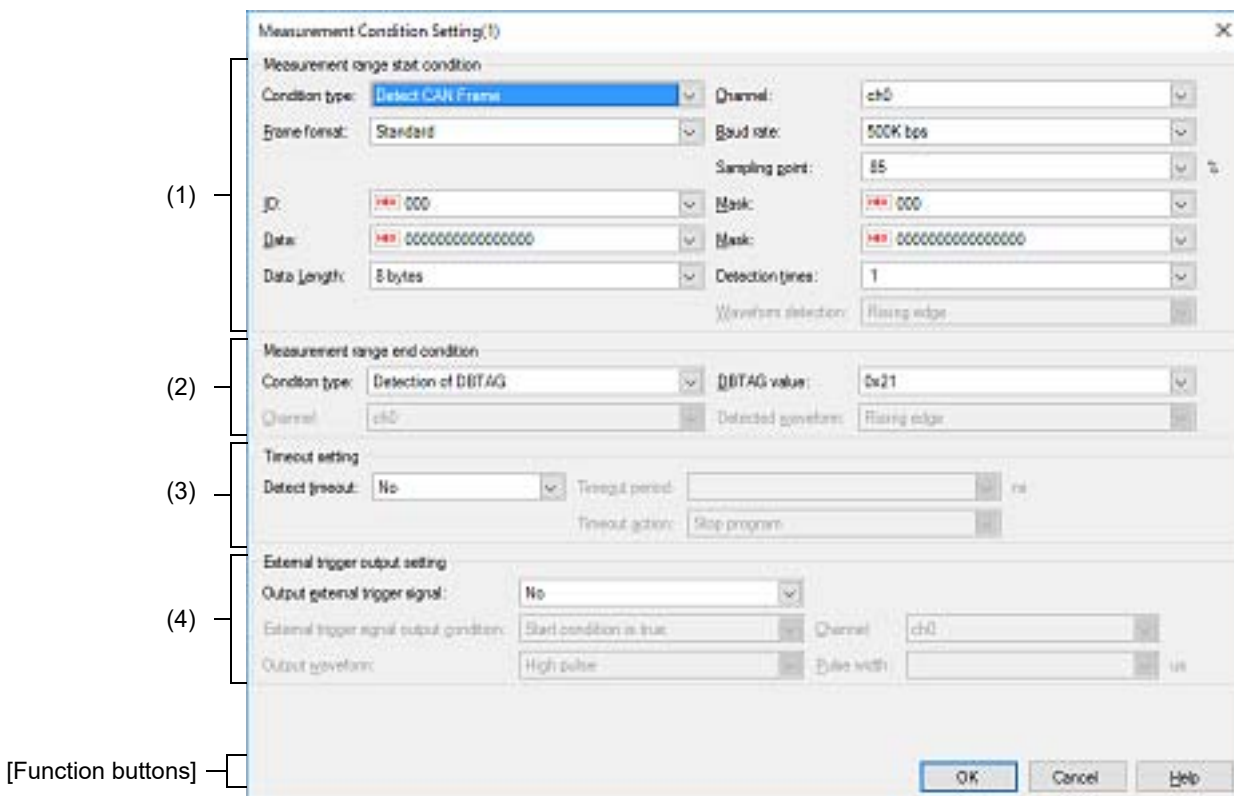 Measurement Condition Setting(1)
Measurement range start condition
Condition type: Detect CAN Frame Channel: ch0
Frame format: Standard Baud rate: 500K bps
Sampling point: 85
(1)
ID: HEX 000 Mask: HEX 000
Data: HEX 0000000000000000 Mask: HEX 0000000000000000
Data Length: 8 bytes Detection times: 1
Waveform detection: Rising edge
Measurement range end condition
(2)
Condition type: Detection of DBTAG DBTAG value: 0x21
Channel: ch0 Detected waveform: Rising edge
Timeout setting
(3)
Detect timeout: No Timeout period: ns
Timeout action: Stop program
External trigger output setting
Output external trigger signal: No
(4)
External trigger signal output condition: Start condition is true Channel: ch0
Output waveform: High pulse Pulse width: us
[Function buttons]
OK Cancel Help